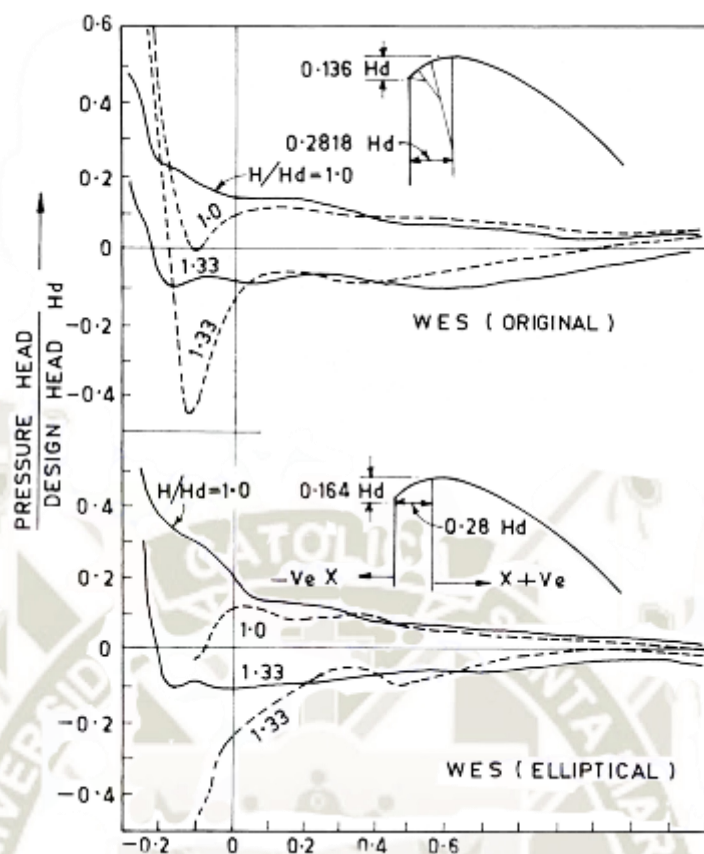 0.6
0.4
0.2
0
-0.2
-0.4
0.136 Hd
0.2818 Hd
H/Hd=1.0
1.0
1.33
1.33
WES (ORIGINAL)
PRESSURE HEAD
DESIGN HEAD Hd
0.4
0.2
0
-0.2
-0.4
H/Hd=1.0
0.164 Hd
0.28 Hd
-Ve X
X+Ve
1.0
1.33
1.33
WES (ELLIPTICAL)
-0.2 0 0.2 0.4 0.6
CATOLICA